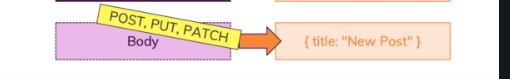 POST, PUT, PATCH
Body
{ title: "New Post" }